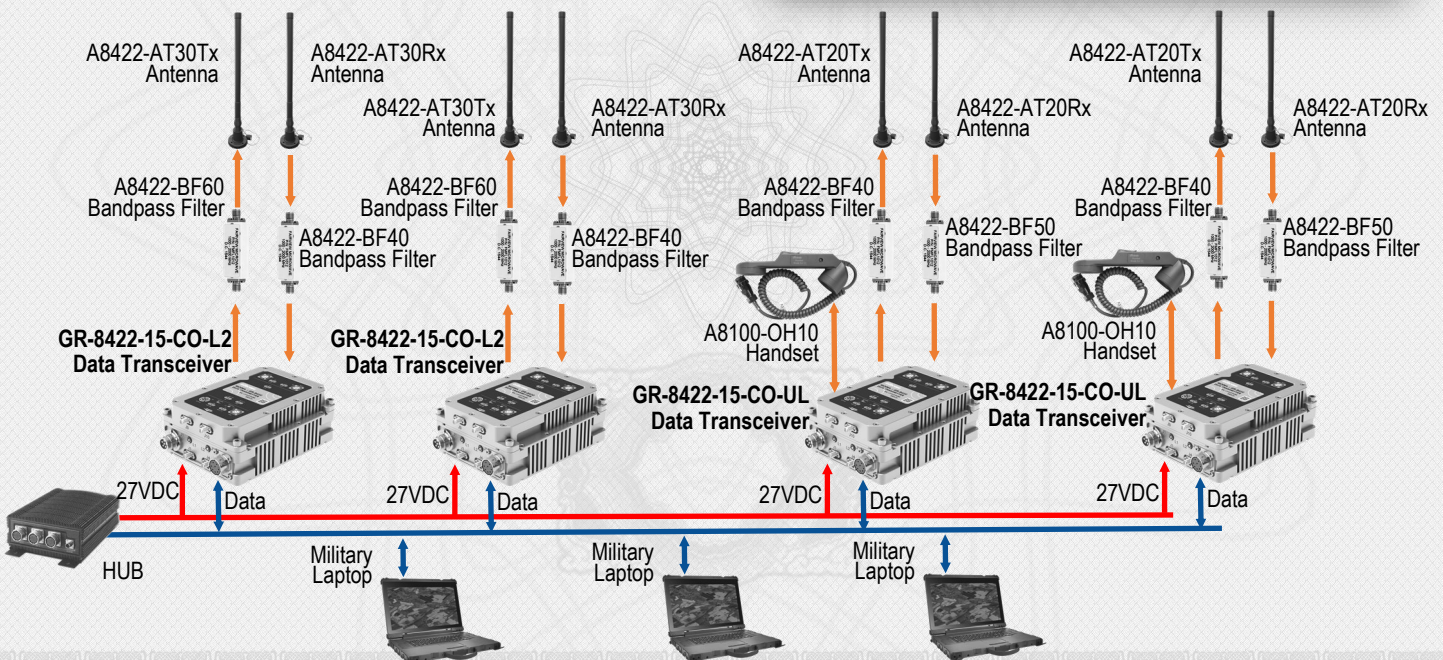 A8422-AT30Tx
Antenna
A8422-AT30Rx
Antenna
A8422-AT30Tx
Antenna
A8422-AT30Rx
Antenna
A8422-AT20Tx
Antenna
A8422-AT20Rx
Antenna
A8422-AT20Tx
Antenna
A8422-AT20Rx
Antenna
A8422-BF60
Bandpass Filter
A8422-BF40
Bandpass Filter
A8422-BF60
Bandpass Filter
A8422-BF40
Bandpass Filter
A8422-BF40
Bandpass Filter
A8422-BF50
Bandpass Filter
A8422-BF40
Bandpass Filter
A8422-BF50
Bandpass Filter
A8100-OH10
Handset
A8100-OH10
Handset
GR-8422-15-CO-L2
Data Transceiver
GR-8422-15-CO-L2
Data Transceiver
GR-8422-15-CO-UL
Data Transceiver
GR-8422-15-CO-UL
Data Transceiver
27VDC
Data
27VDC
Data
27VDC
Data
27VDC
Data
HUB
Military
Laptop
Military
Laptop
Military
Laptop